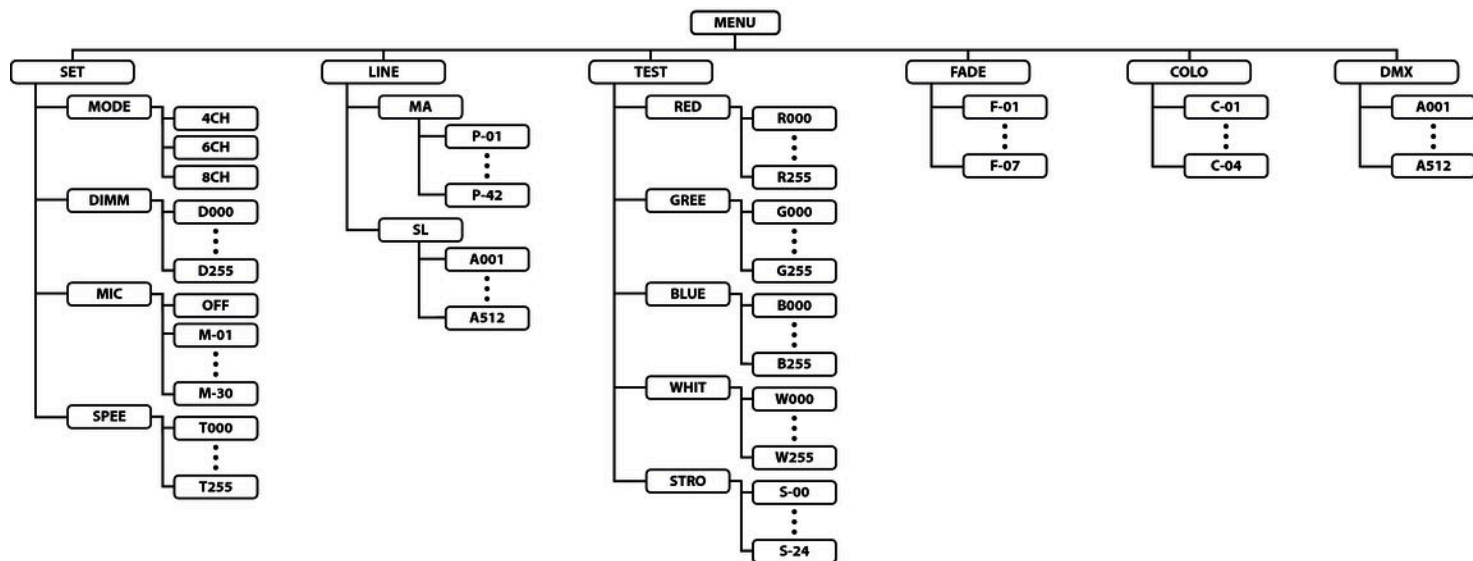 MENU
SET
MODE
4CH
6CH
8CH
DIMM
D000
D255
MIC
OFF
M-01
M-30
SPEE
T000
T255
LINE
MA
P-01
P-42
SL
A001
A512
TEST
RED
R000
R255
GREE
G000
G255
BLUE
B000
B255
WHIT
W000
W255
STRO
S-00
S-24
FADE
F-01
F-07
COLO
C-01
C-04
DMX
A001
A512